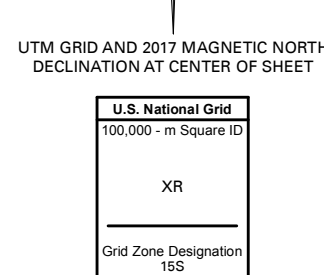 UTM GRID AND 2017 MAGNETIC NORTH
DECLINATION AT CENTER OF SHEET
U.S. National Grid
100,000 - m Square ID
XR
Grid Zone Designation
15S